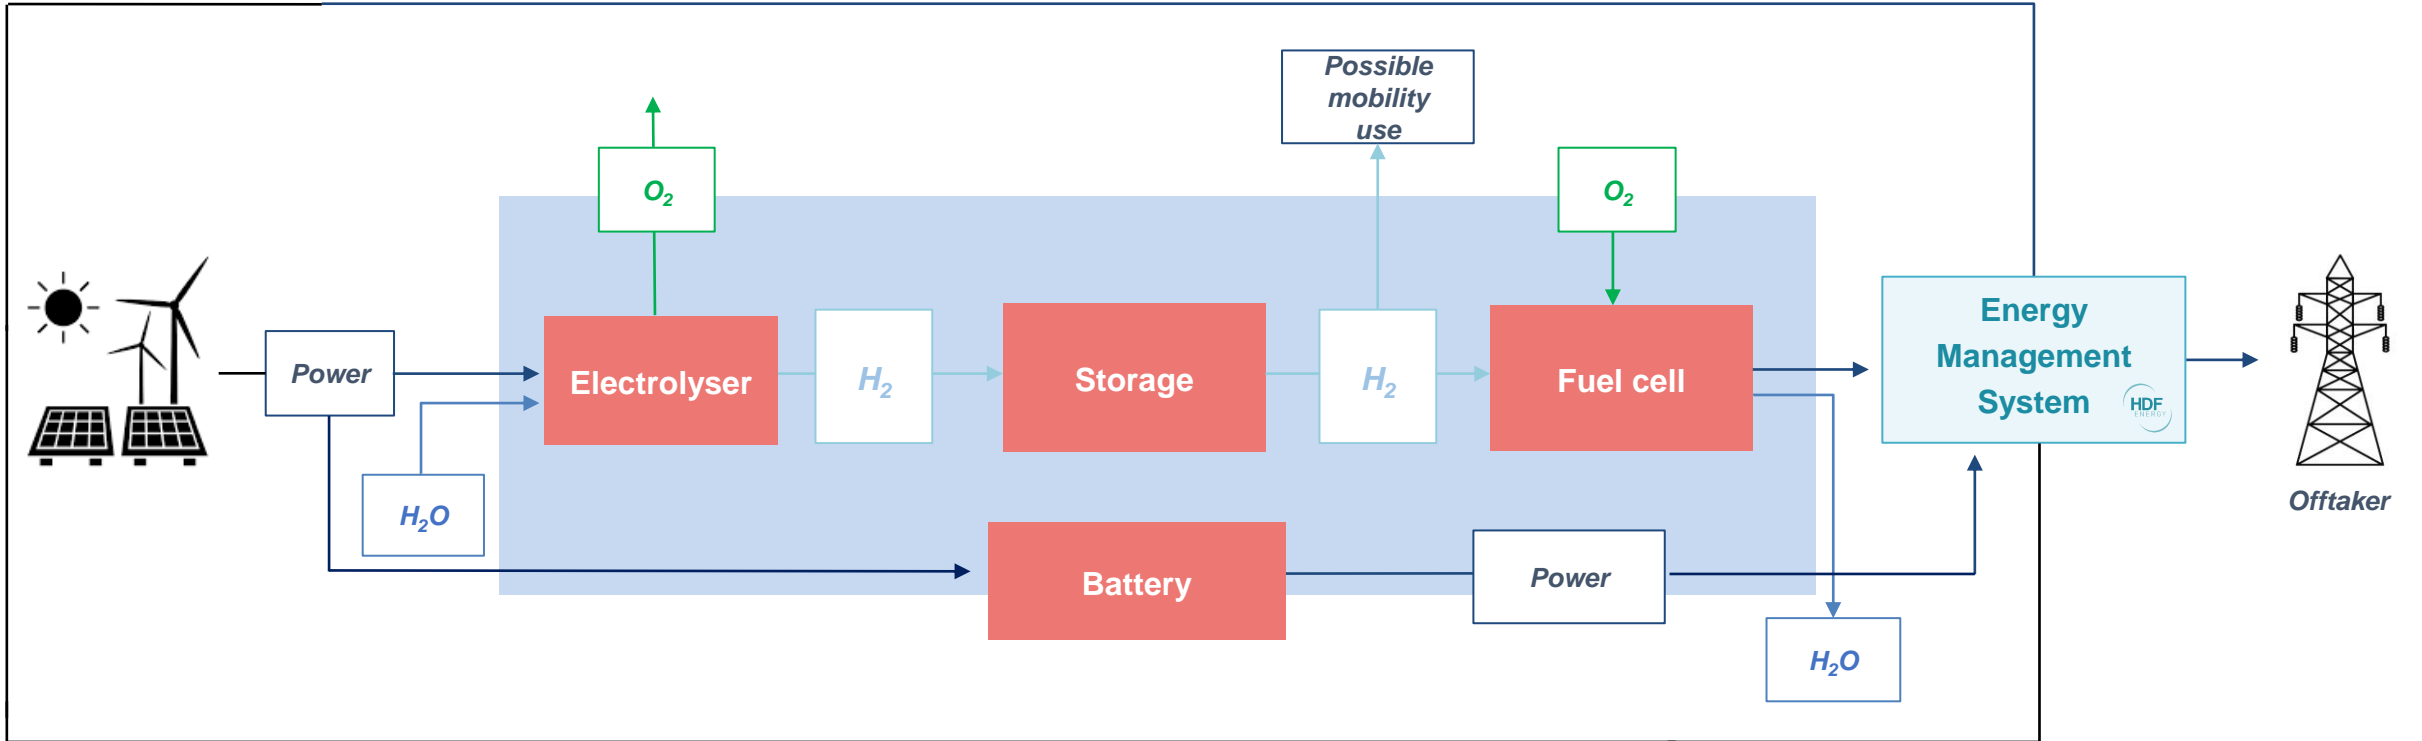 Possible
mobility
use
O₂
O₂
Power
Electrolyser
H₂
Storage
H₂
Fuel cell
Energy
Management
System
HDF
ENERGY
H₂O
Offtaker
Battery
Power
H₂O